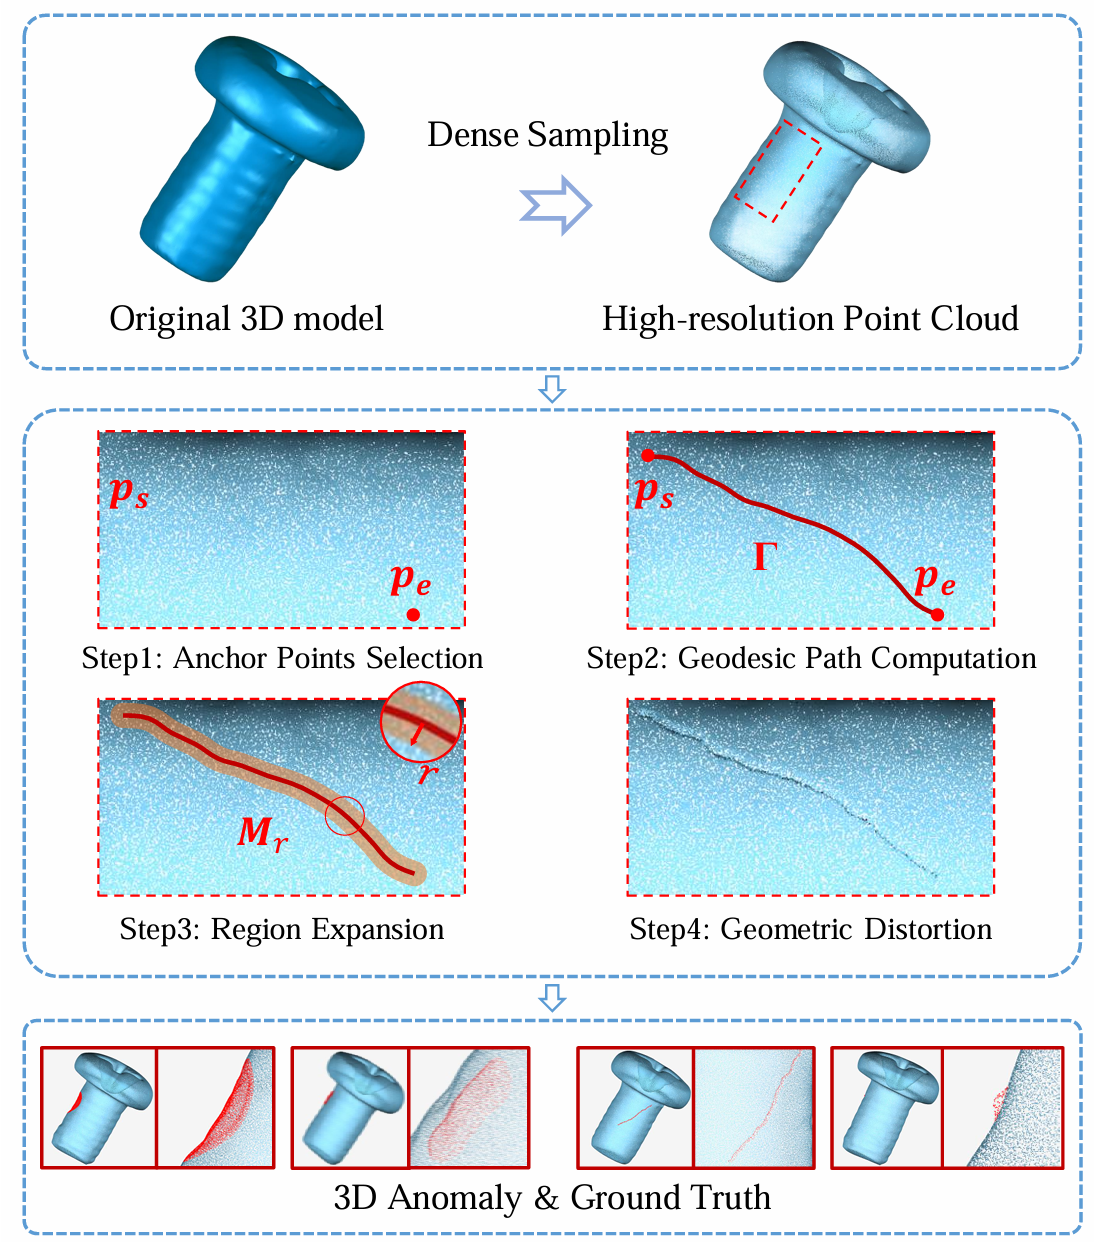 Dense Sampling
Original 3D model
High-resolution Point Cloud
p_s
p_e
p_s
Γ
p_e
Step1: Anchor Points Selection
Step2: Geodesic Path Computation
r
M_r
Step3: Region Expansion
Step4: Geometric Distortion
3D Anomaly & Ground Truth